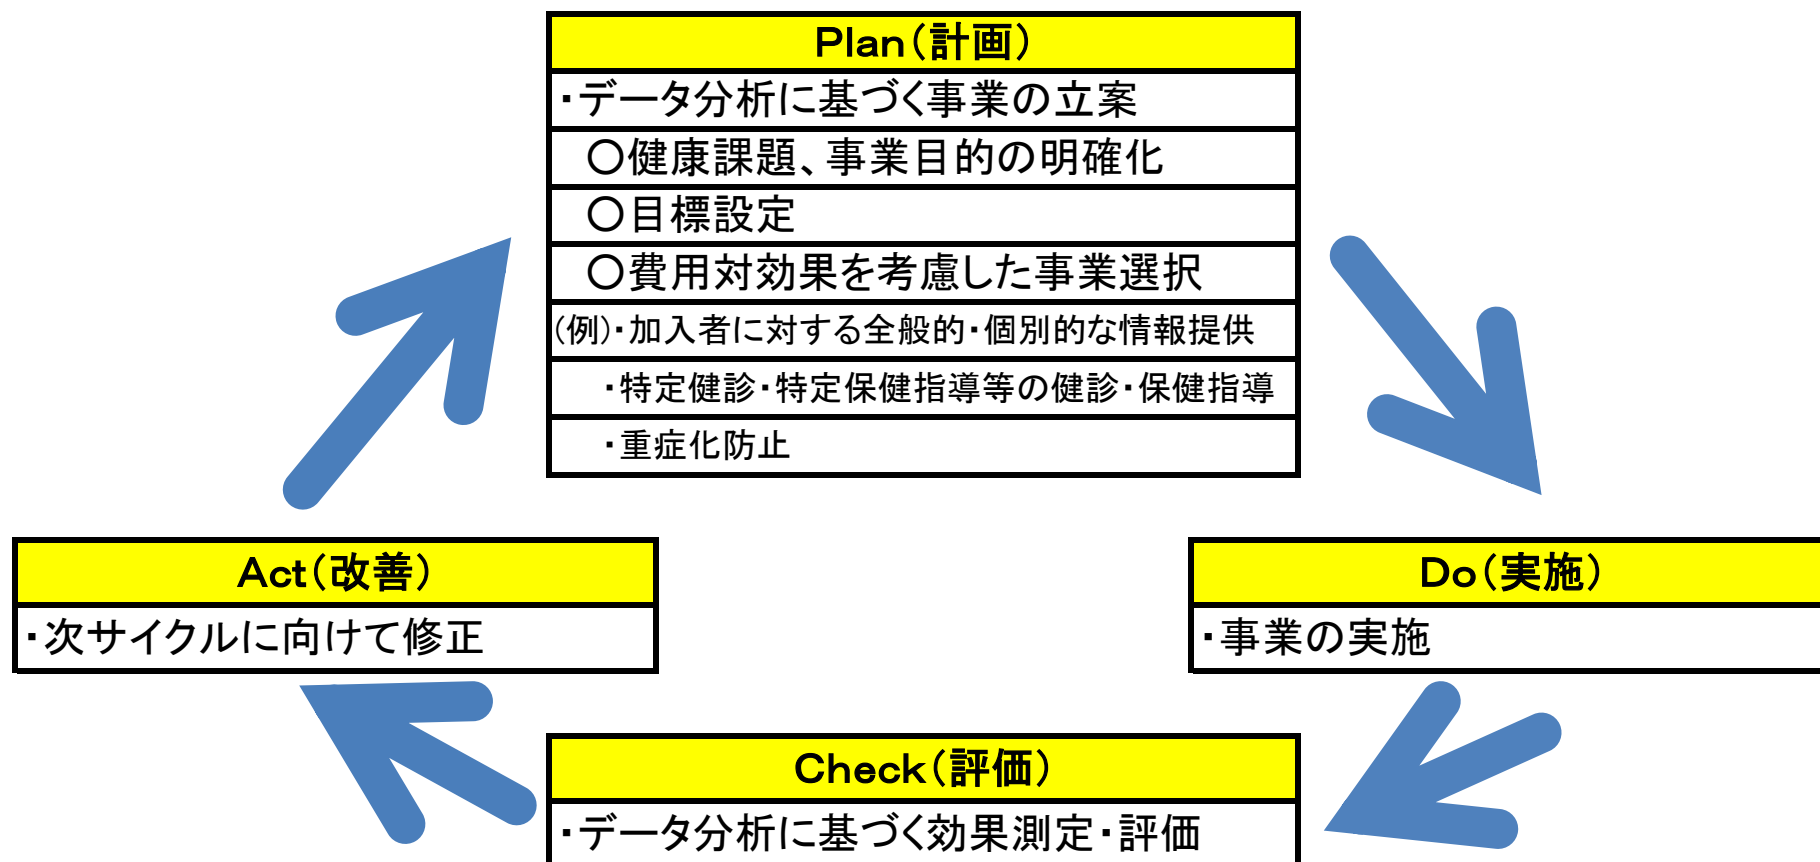 Plan(計画)
・データ分析に基づく事業の立案
○健康課題、事業目的の明確化
○目標設定
○費用対効果を考慮した事業選択
(例)・加入者に対する全般的・個別的な情報提供
・特定健診・特定保健指導等の健診・保健指導
・重症化防止
Act(改善)
・次サイクルに向けて修正
Do(実施)
・事業の実施
Check(評価)
・データ分析に基づく効果測定・評価